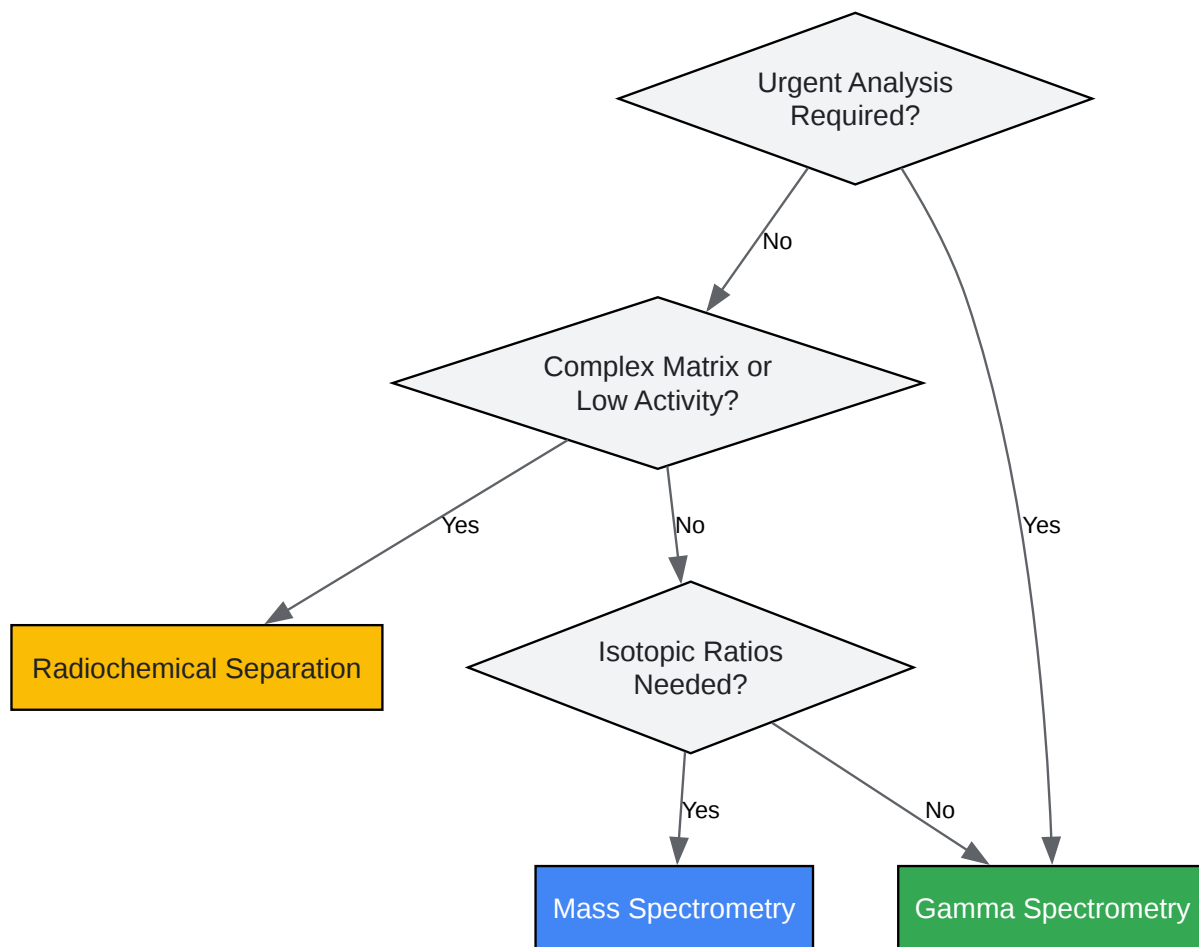 Urgent Analysis
Required?
No
Complex Matrix or
Low Activity?
Yes
No
Yes
Isotopic Ratios
Needed?
Radiochemical Separation
Yes
No
Mass Spectrometry
Gamma Spectrometry